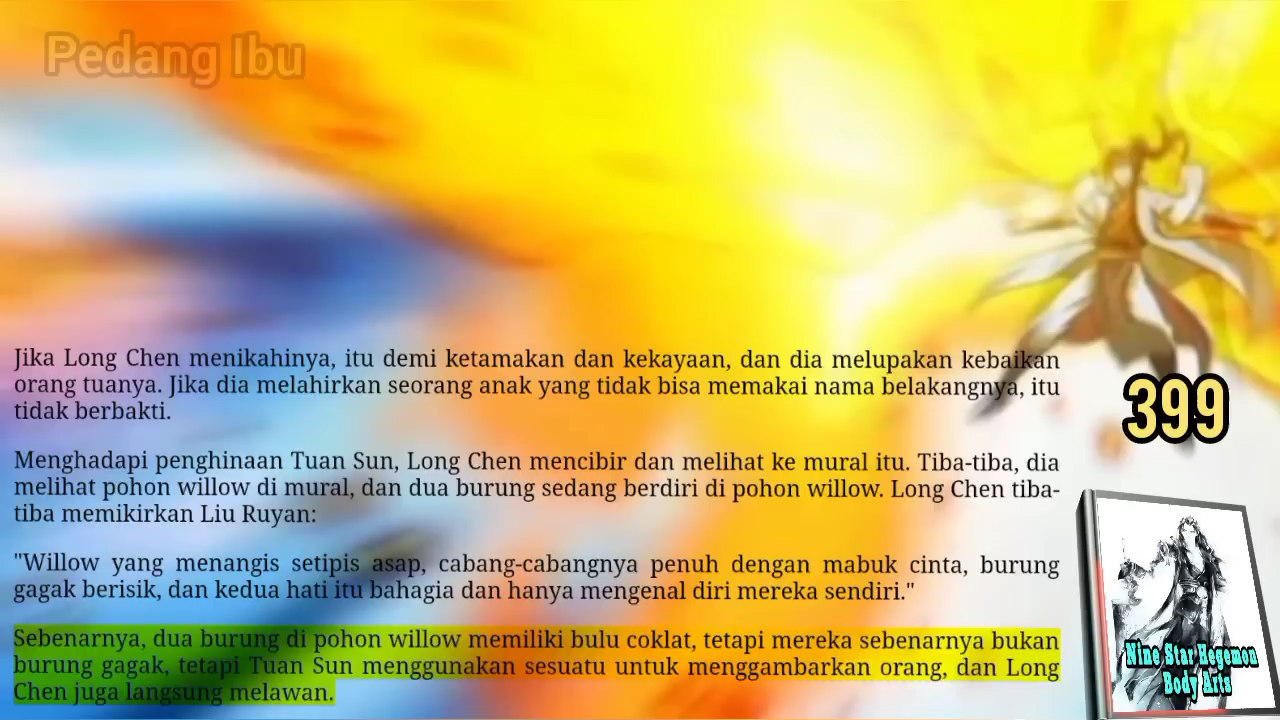 Pedang Ibu
Jika Long Chen menikahinya, itu demi ketamakan dan kekayaan, dan dia melupakan kebaikan
orang tuanya. Jika dia melahirkan seorang anak yang tidak bisa memakai nama belakangnya, itu
tidak berbakti.
Menghadapi penghinaan Tuan Sun, Long Chen mencibir dan melihat ke mural itu. Tiba-tiba, dia
melihat pohon willow di mural, dan dua burung sedang berdiri di pohon willow. Long Chen tiba-
tiba memikirkan Liu Ruyan:
"Willow yang menangis setipis asap, cabang-cabangnya penuh dengan mabuk cinta, burung
gagak berisik, dan kedua hati itu bahagia dan hanya mengenal diri mereka sendiri."
Sebenarnya, dua burung di pohon willow memiliki bulu coklat, tetapi mereka sebenarnya bukan
burung gagak, tetapi Tuan Sun menggunakan sesuatu untuk menggambarkan orang, dan Long
Chen juga langsung melawan.
399
Nine Star Hegemon
Body Arts